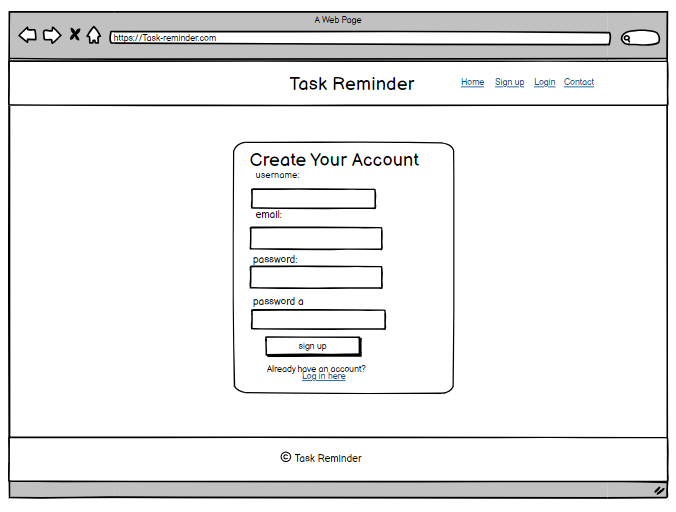 A Web Page
https://Task-reminder.com
Task Reminder
Home Sign up Login Contact
Create Your Account
username:
email:
password:
password a
sign up
Already have an account?
Log in here
© Task Reminder